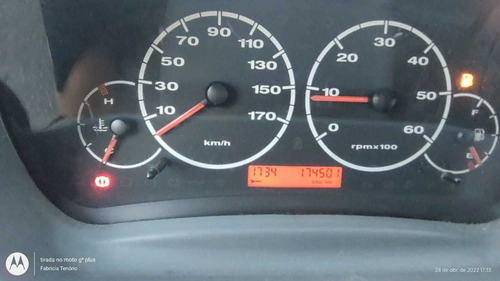 90
70 110
50 130
30 150
10 170
km/h
30
20 40
10 50
0 60
rpmx100
H
F
1734 174501
tirada no moto g⁸ plus
Fabricia Tenório
28 de abr. de 2022 17:33